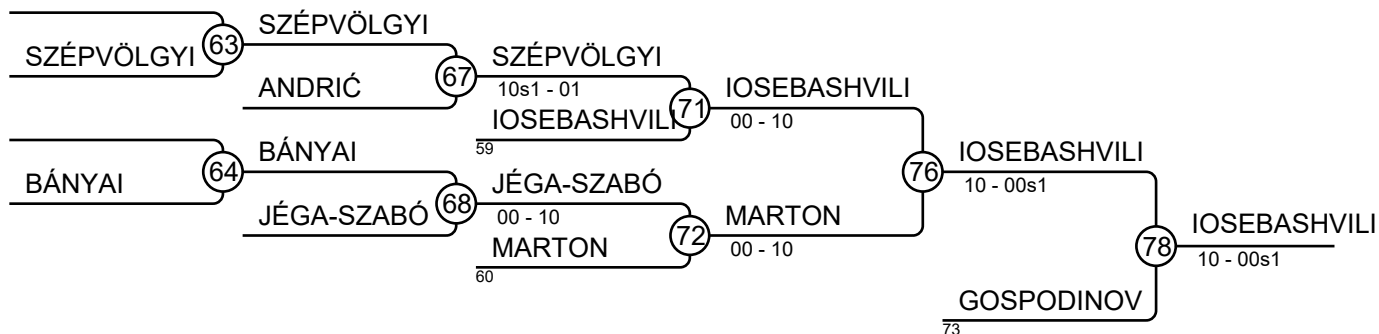 SZÉPVÖLGYI
63
SZÉPVÖLGYI
ANDRIĆ
67
SZÉPVÖLGYI
10s1 - 01
IOSEBASHVILI
59
71
IOSEBASHVILI
00 - 10
BÁNYAI
64
BÁNYAI
JÉGA-SZABÓ
68
JÉGA-SZABÓ
00 - 10
MARTON
60
72
MARTON
00 - 10
76
IOSEBASHVILI
10 - 00s1
GOSPODINOV
73
78
IOSEBASHVILI
10 - 00s1